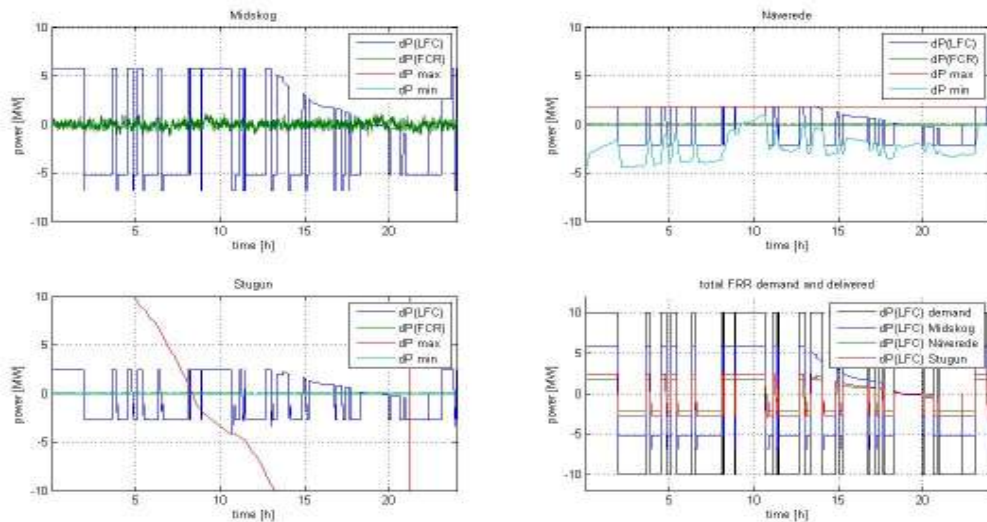 Midskog
10
5
0
-5
-10
power [MW]
5
10
15
20
time [h]
dP(LFC)
dP(FCR)
dP max
dP min
Näverede
10
5
0
-5
-10
power [MW]
5
10
15
20
time [h]
dP(LFC)
dP(FCR)
dP max
dP min
Stugun
10
5
0
-5
-10
power [MW]
5
10
15
20
time [h]
dP(LFC)
dP(FCR)
dP max
dP min
total FRR demand and delivered
10
5
0
-5
-10
power [MW]
5
10
15
20
time [h]
dP(LFC) demand
dP(LFC) Midskog
dP(LFC) Näverede
dP(LFC) Stugun